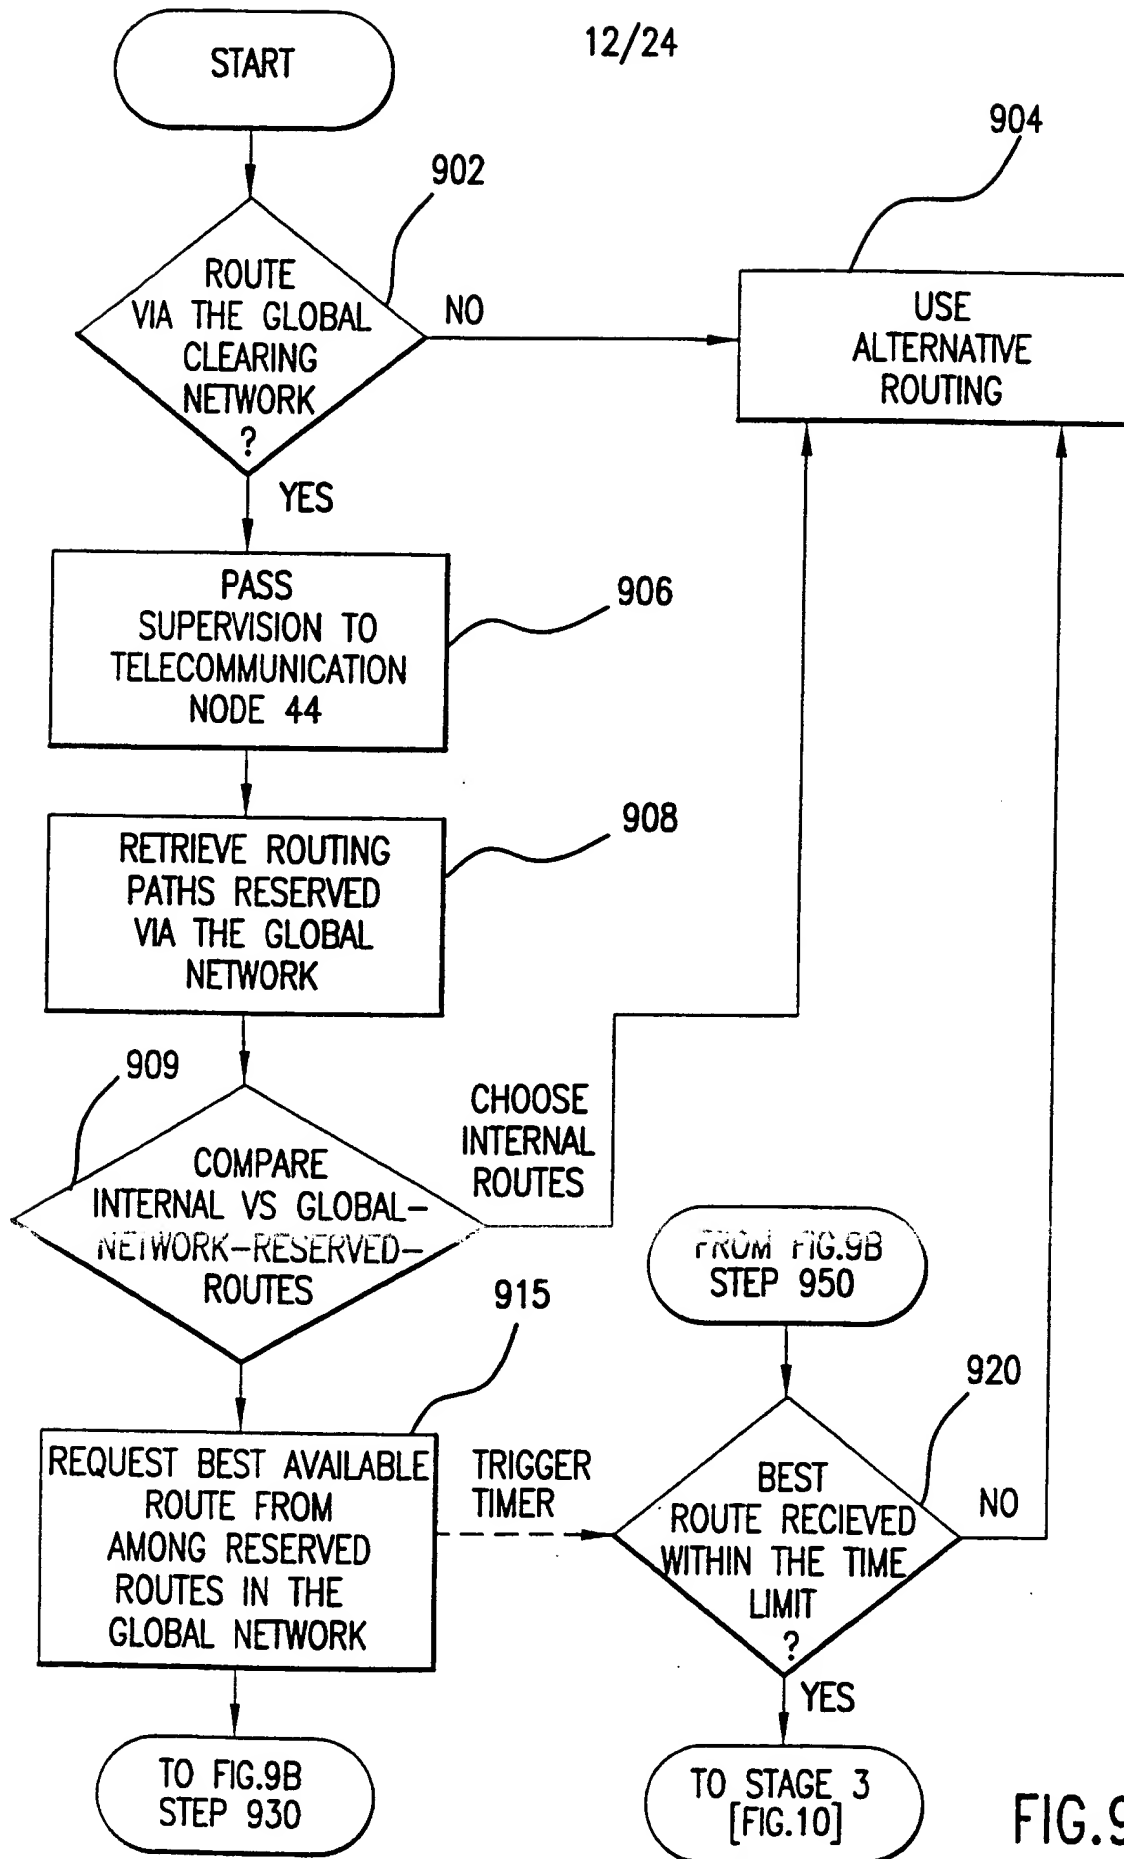 12/24
START
902
904
ROUTE
VIA THE GLOBAL
CLEARING
NETWORK
?
NO
YES
USE
ALTERNATIVE
ROUTING
PASS
SUPERVISION TO
TELECOMMUNICATION
NODE 44
906
RETRIEVE ROUTING
PATHS RESERVED
VIA THE GLOBAL
NETWORK
908
909
COMPARE
INTERNAL VS GLOBAL-
NETWORK-RESERVED-
ROUTES
CHOOSE
INTERNAL
ROUTES
915
REQUEST BEST AVAILABLE
ROUTE FROM
AMONG RESERVED
ROUTES IN THE
GLOBAL NETWORK
TRIGGER
TIMER
FROM FIG.9B
STEP 950
920
BEST
ROUTE RECIEVED
WITHIN THE TIME
LIMIT
?
NO
YES
TO FIG.9B
STEP 930
TO STAGE 3
[FIG.10]
FIG.9